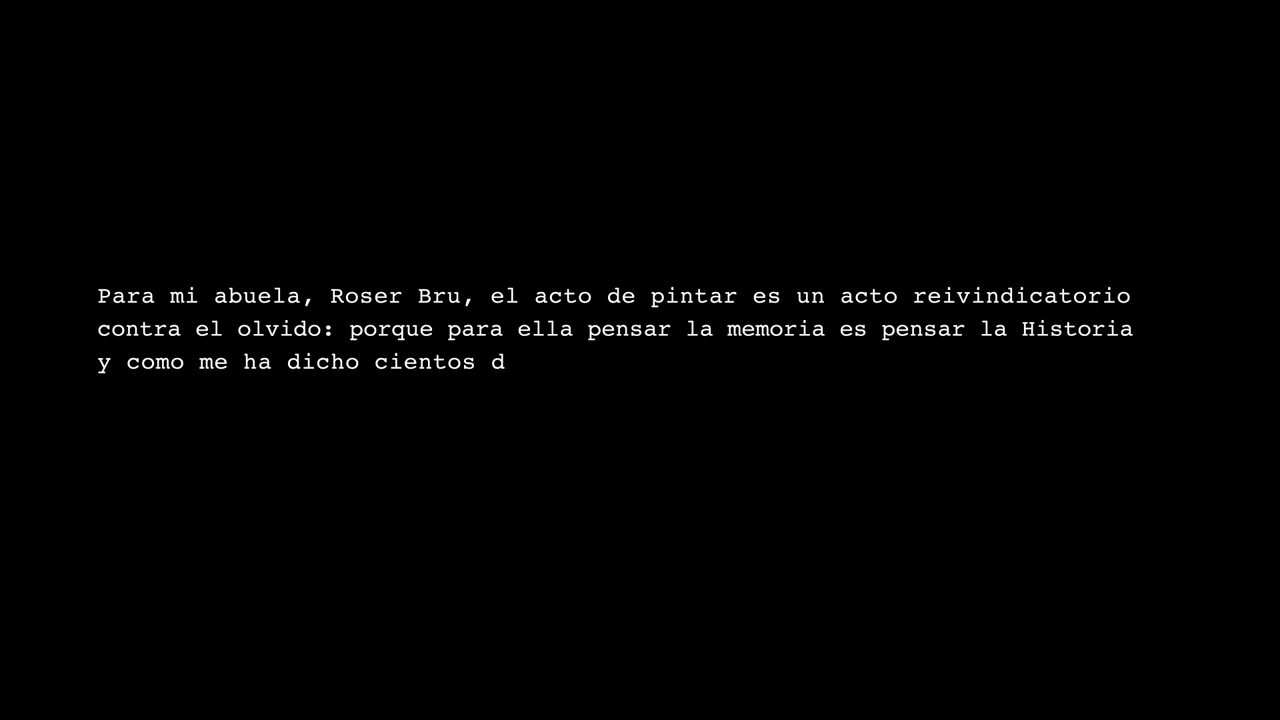 Para mi abuela, Roser Bru, el acto de pintar es un acto reivindicatorio
contra el olvido: porque para ella pensar la memoria es pensar la Historia
y como me ha dicho cientos d